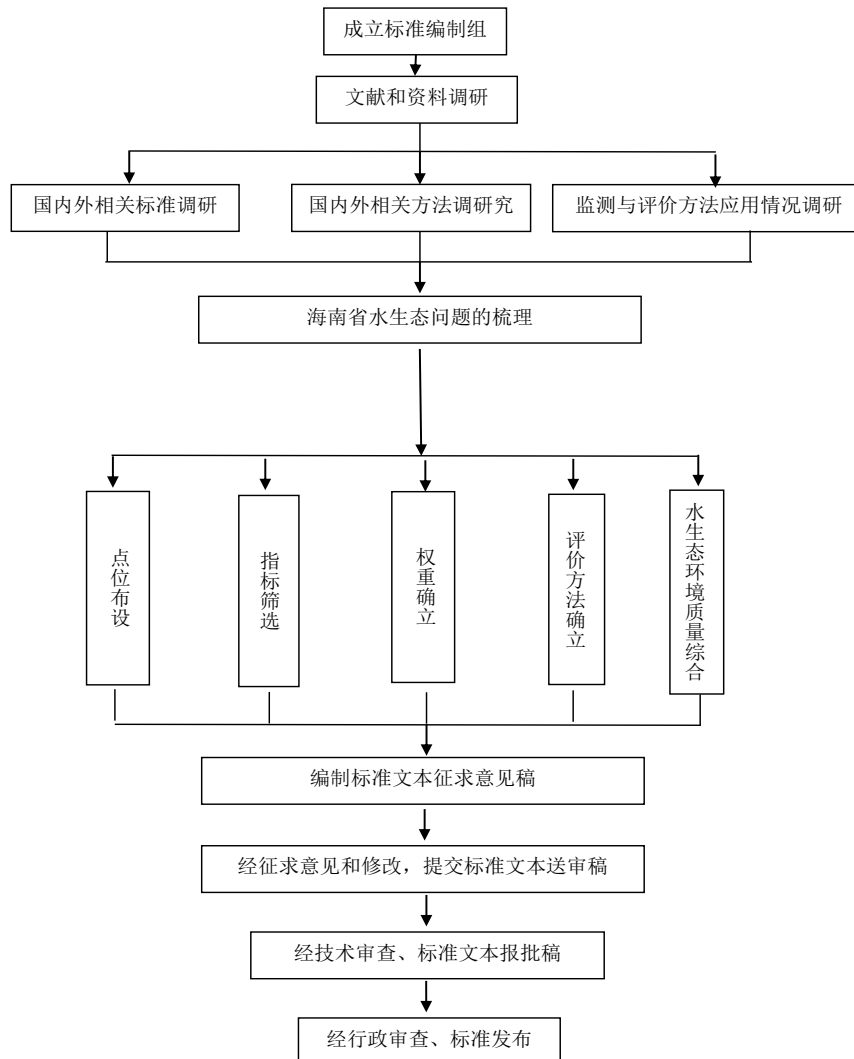 成立标准编制组
文献和资料调研
国内外相关标准调研
国内外相关方法调研究
监测与评价方法应用情况调研
海南省水生态问题的梳理
点位布设
指标筛选
权重确立
评价方法确立
水生态环境质量综合
编制标准文本征求意见稿
经征求意见和修改，提交标准文本送审稿
经技术审查、标准文本报批稿
经行政审查、标准发布